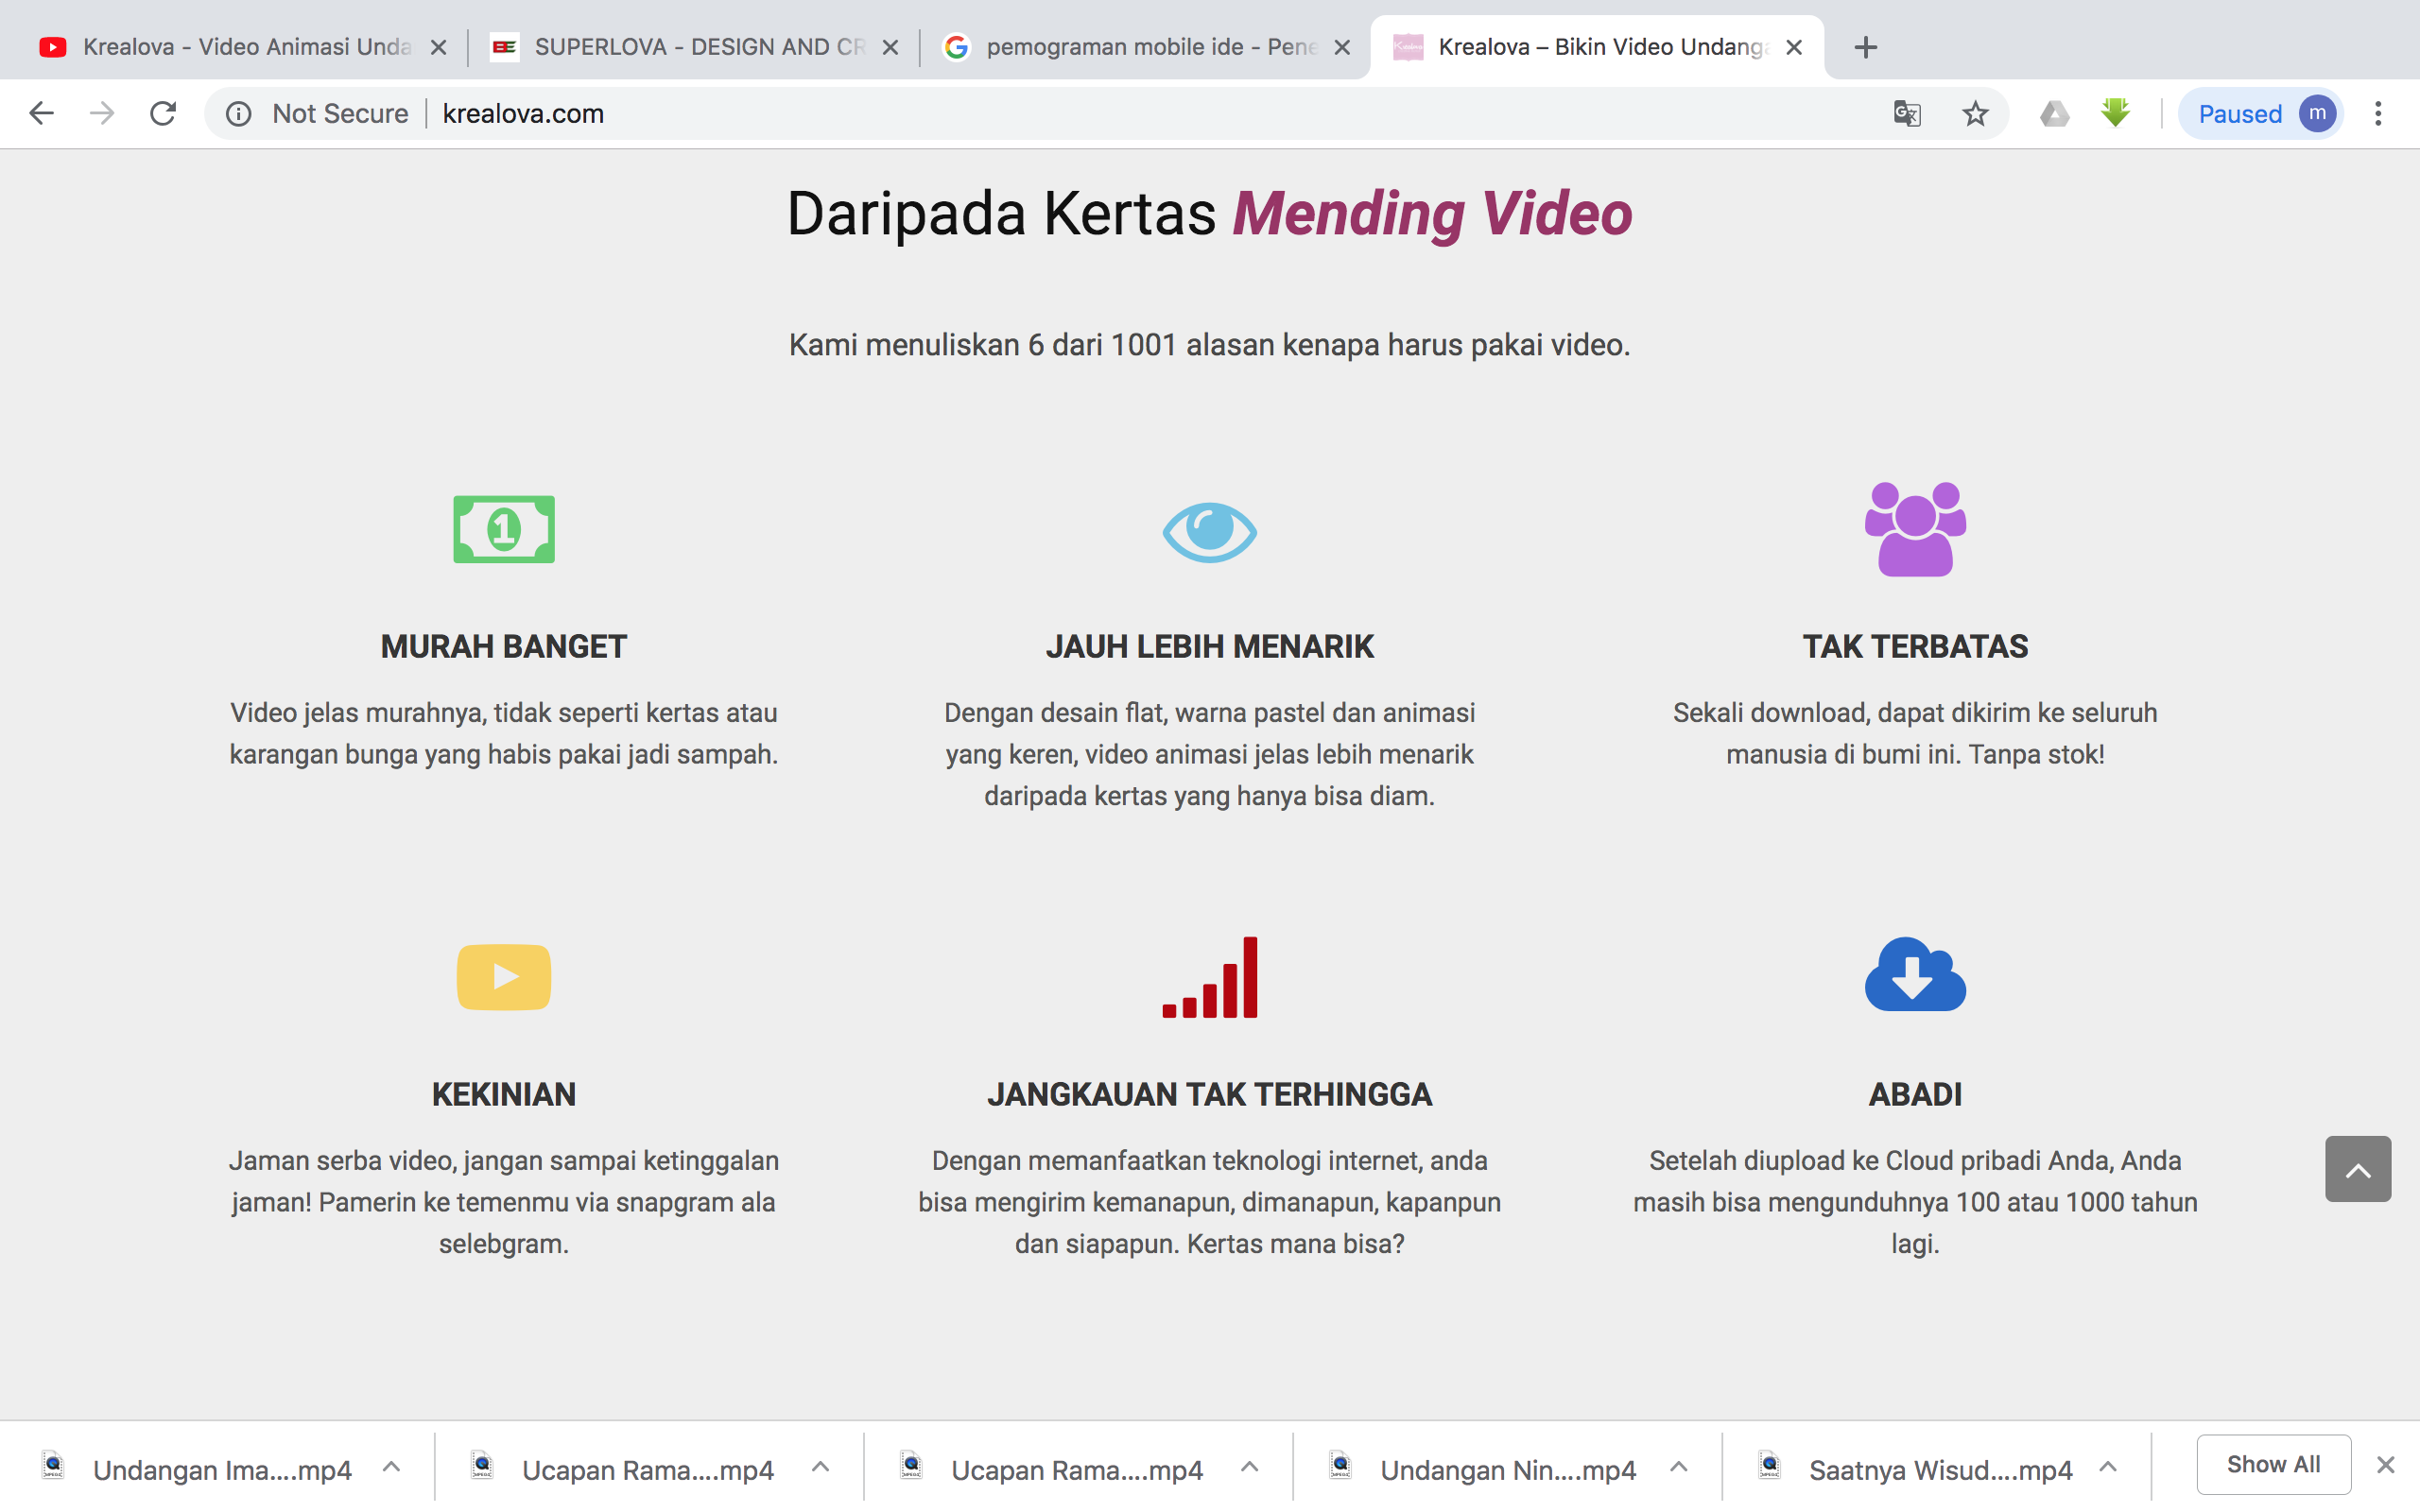 Krealova - Video Animasi Unda
SUPERLOVA - DESIGN AND CR
pemograman mobile ide - Pene
Krealova – Bikin Video Undanga
Not Secure
krealova.com
Paused
m
Daripada Kertas Mending Video
Kami menuliskan 6 dari 1001 alasan kenapa harus pakai video.
1
MURAH BANGET
Video jelas murahnya, tidak seperti kertas atau
karangan bunga yang habis pakai jadi sampah.
JAUH LEBIH MENARIK
Dengan desain flat, warna pastel dan animasi
yang keren, video animasi jelas lebih menarik
daripada kertas yang hanya bisa diam.
TAK TERBATAS
Sekali download, dapat dikirim ke seluruh
manusia di bumi ini. Tanpa stok!
KEKINIAN
Jaman serba video, jangan sampai ketinggalan
jaman! Pamerin ke temenmu via snapgram ala
selebgram.
JANGKAUAN TAK TERHINGGA
Dengan memanfaatkan teknologi internet, anda
bisa mengirim kemanapun, dimanapun, kapanpun
dan siapapun. Kertas mana bisa?
ABADI
Setelah diupload ke Cloud pribadi Anda, Anda
masih bisa mengunduhnya 100 atau 1000 tahun
lagi.
Undangan Ima....mp4
Ucapan Rama....mp4
Ucapan Rama....mp4
Undangan Nin....mp4
Saatnya Wisud....mp4
Show All